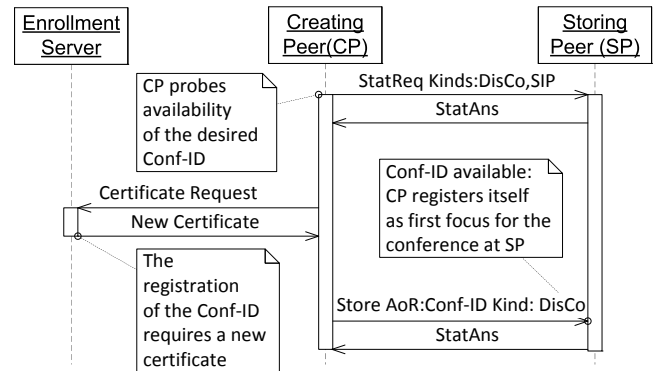 Enrollment
Server
Creating
Peer(CP)
Storing
Peer (SP)
CP probes
availability
of the desired
Conf-ID
StatReq Kinds:DisCo,SIP
StatAns
Conf-ID available:
CP registers itself
as first focus for the
conference at SP
Certificate Request
New Certificate
The
registration
of the Conf-ID
requires a new
certificate
Store AoR:Conf-ID Kind: DisCo
StatAns